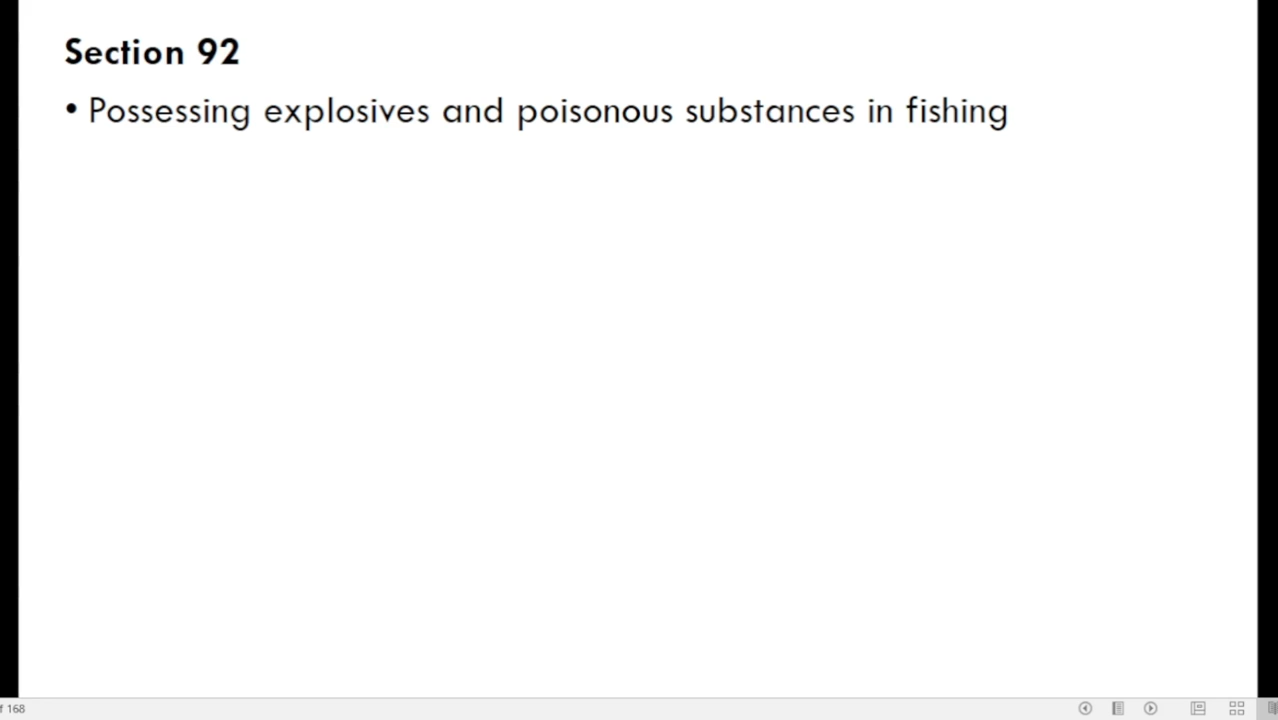 Section 92
• Possessing explosives and poisonous substances in fishing
f 168